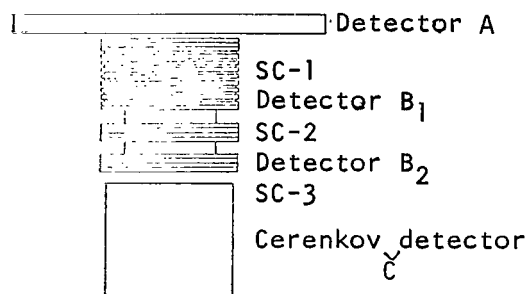 Detector A
SC-1
Detector B1
SC-2
Detector B2
SC-3
Cerenkov detector
Č